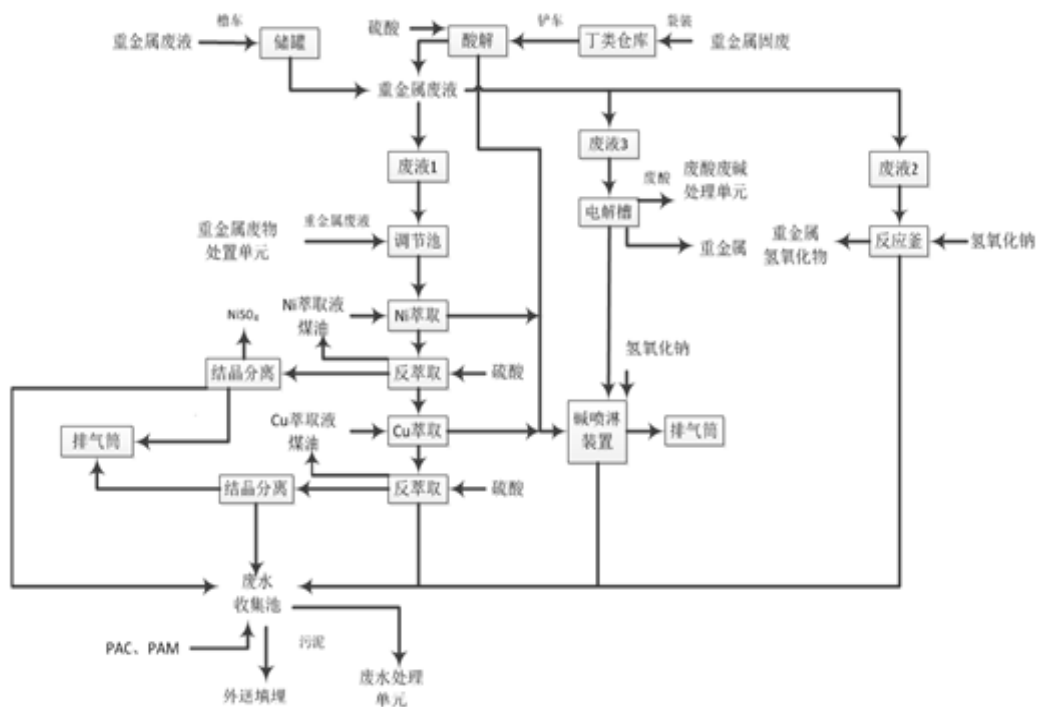 重金属废液
槽车
储罐
硫酸
酸解
铲车
丁类仓库
袋装
重金属固废
重金属废液
废液1
废液3
废液2
废酸
废酸废碱
处理单元
电解槽
重金属
重金属废物
处置单元
重金属废液
调节池
重金属
氢氧化物
反应釜
氢氧化钠
NiSO₄
Ni萃取液
煤油
Ni萃取
结晶分离
反萃取
硫酸
氢氧化钠
Cu萃取液
煤油
Cu萃取
碱喷淋
装置
排气筒
排气筒
结晶分离
反萃取
硫酸
废水
收集池
PAC、PAM
污泥
外送填埋
废水处理
单元